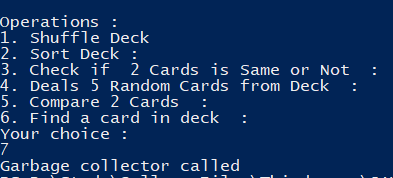 Operations :
1. Shuffle Deck
2. Sort Deck :
3. Check if  2 Cards is Same or Not  :
4. Deals 5 Random Cards from Deck  :
5. Compare 2 Cards  :
6. Find a card in deck  :
Your choice :
7
Garbage collector called